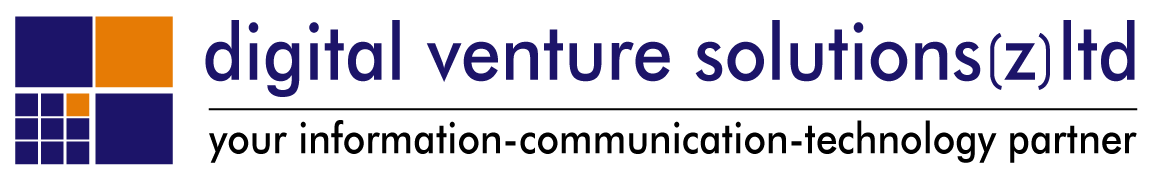 digital venture solutions(z)ltd
your information-communication-technology partner